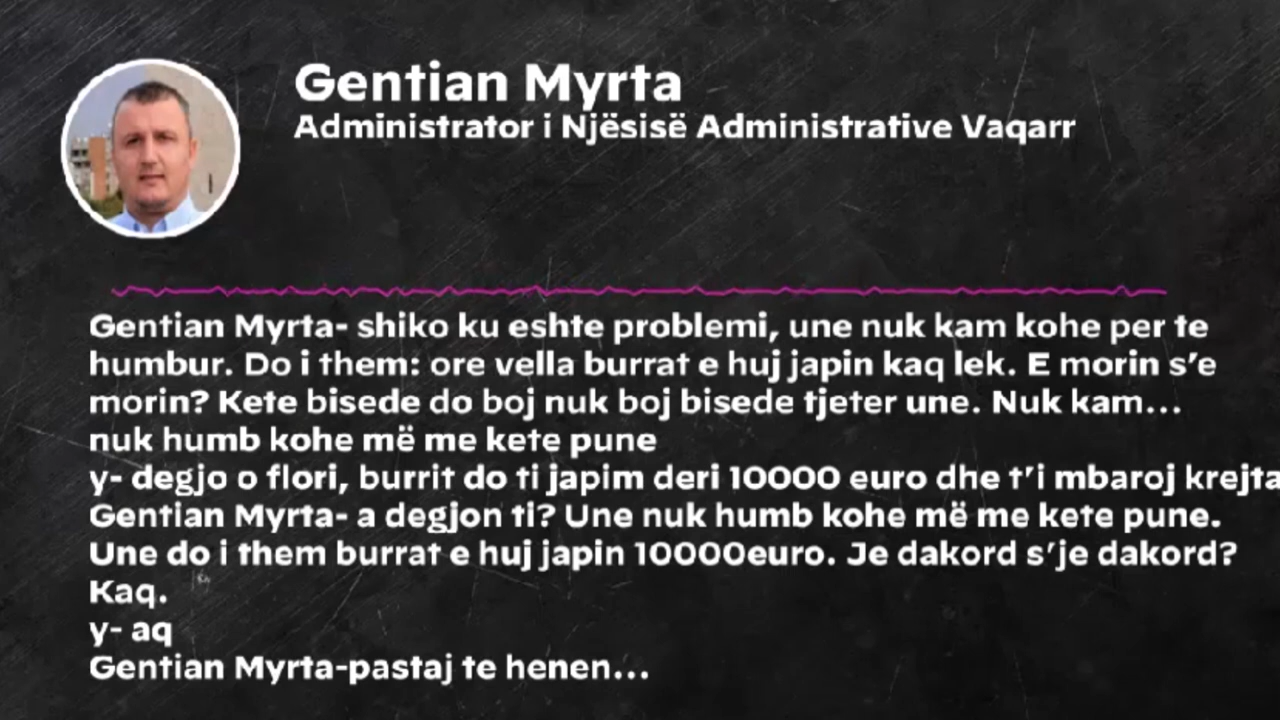 Gentian Myrta
Administrator i Njësisë Administrative Vaqarr
Gentian Myrta- shiko ku eshte problemi, une nuk kam kohe per te
humbur. Do i them: ore vella burrat e huj japin kaq lek. E morin s’e
morin? Kete bisede do boj nuk boj bisede tjeter une. Nuk kam...
nuk humb kohe më me kete pune
y- degjo o flori, burrit do ti japim deri 10000 euro dhe t’i mbaroj krejta
Gentian Myrta- a degjon ti? Une nuk humb kohe më me kete pune.
Une do i them burrat e huj japin 10000euro. Je dakord s’je dakord?
Kaq.
y- aq
Gentian Myrta-pastaj te henen...